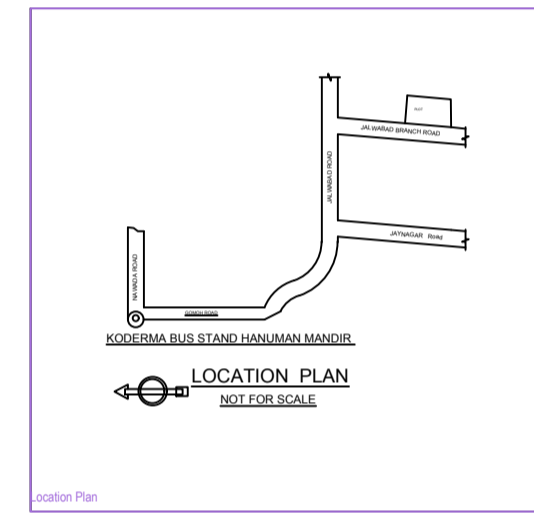 PLOT
JALWABAD BRANCH ROAD
JALWABAD ROAD
JAYNAGAR Road
NAWADA ROAD
GOMOH ROAD
KODERMA BUS STAND HANUMAN MANDIR
LOCATION PLAN
NOT FOR SCALE
Location Plan